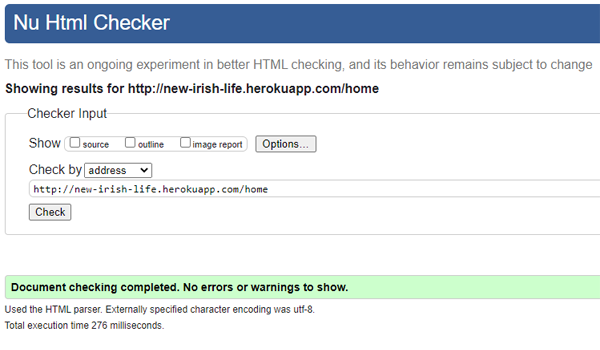 Nu Html Checker
This tool is an ongoing experiment in better HTML checking, and its behavior remains subject to change
Showing results for http://new-irish-life.herokuapp.com/home
Checker Input
Show source outline image report Options...
Check by address
http://new-irish-life.herokuapp.com/home
Check
Document checking completed. No errors or warnings to show.
Used the HTML parser. Externally specified character encoding was utf-8.
Total execution time 276 milliseconds.